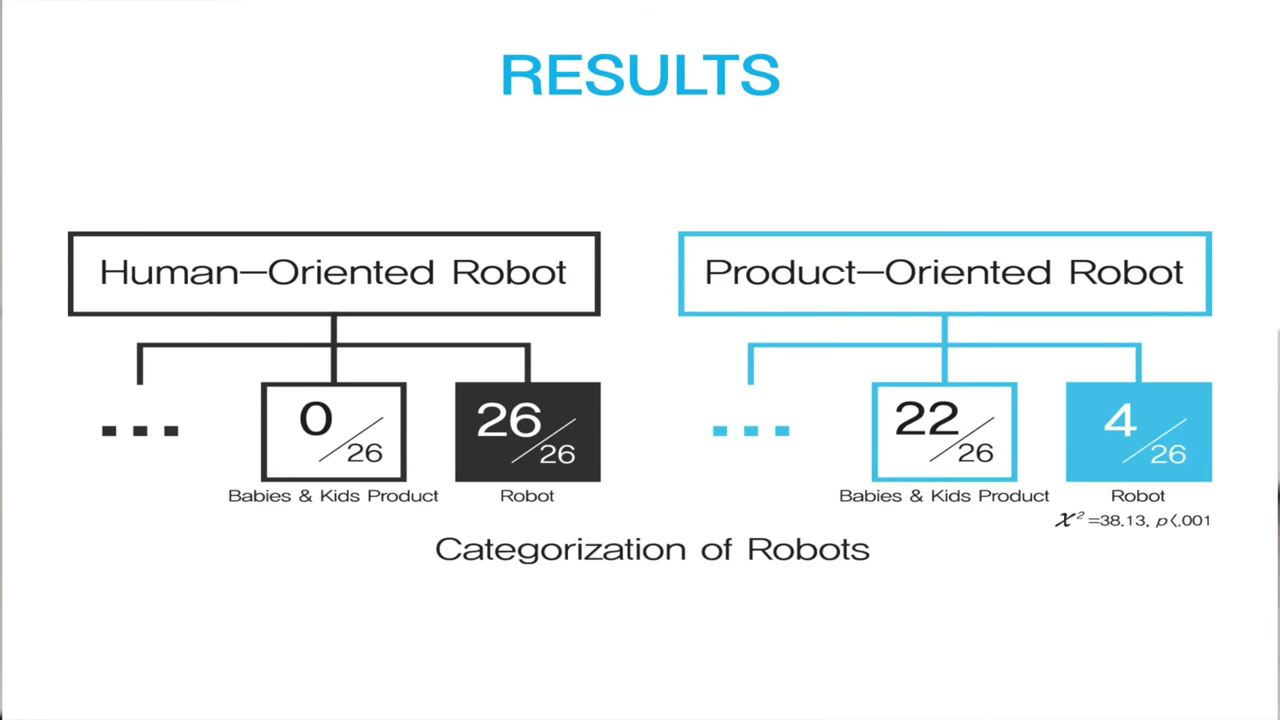 RESULTS
Human–Oriented Robot
0/26
Babies & Kids Product
26/26
Robot
Product–Oriented Robot
22/26
Babies & Kids Product
4/26
Robot
χ²=38.13, p<.001
Categorization of Robots